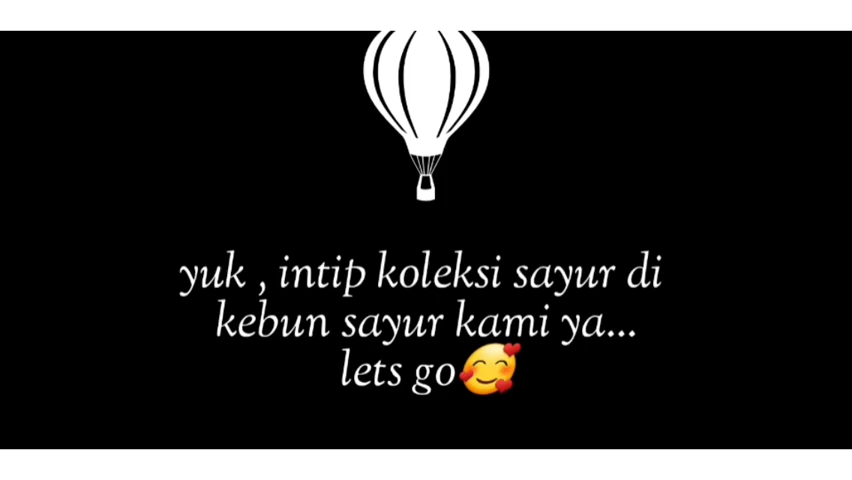 yuk , intip koleksi sayur di
kebun sayur kami ya...
lets go🥰